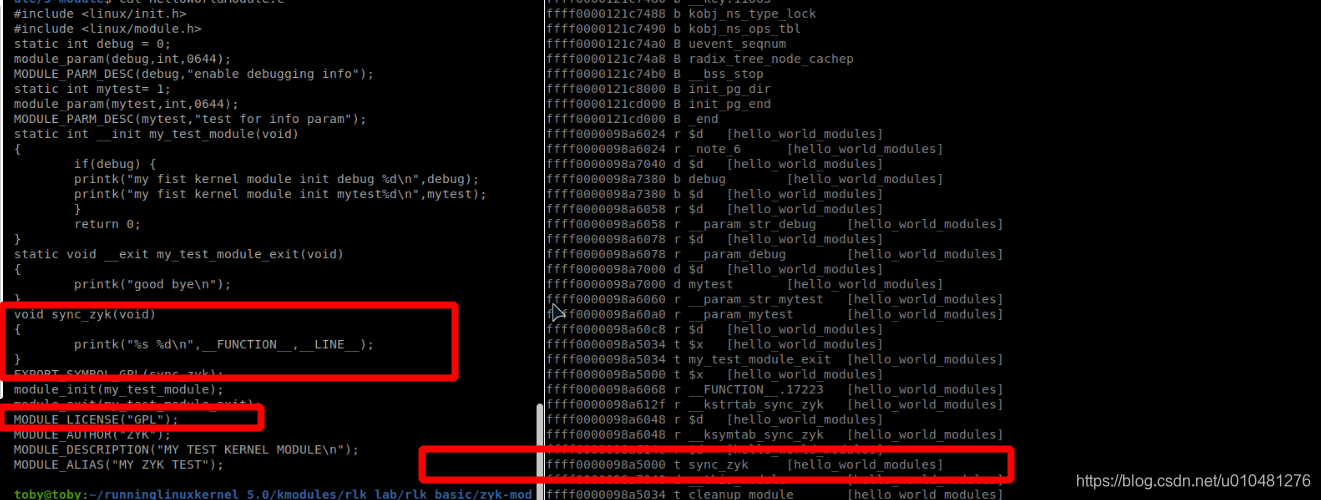 #include <linux/init.h>
#include <linux/module.h>
static int debug = 0;
module_param(debug,int,0644);
MODULE_PARM_DESC(debug,"enable debugging info");
static int mytest= 1;
module_param(mytest,int,0644);
MODULE_PARM_DESC(mytest,"test for info param");
static int __init my_test_module(void)
{
        if(debug) {
        printk("my fist kernel module init debug %d\n",debug);
        printk("my fist kernel module init mytest%d\n",mytest);
        }
        return 0;
}
static void __exit my_test_module_exit(void)
{
        printk("good bye\n");
}
void sync_zyk(void)
{
        printk("%s %d\n",__FUNCTION__,__LINE__);
}
EXPORT_SYMBOL_GPL(sync_zyk);
module_init(my_test_module);
module_exit(my_test_module_exit);
MODULE_LICENSE("GPL");
MODULE_AUTHOR("ZYK");
MODULE_DESCRIPTION("MY TEST KERNEL MODULE\n");
MODULE_ALIAS("MY ZYK TEST");
toby@toby:~/runninglinuxkernel_5.0/kmodules/rlk_lab/rlk_basic/zyk-mod
ffff0000121c7488 b kobj_ns_type_lock
ffff0000121c7490 b kobj_ns_ops_tbl
ffff0000121c74a0 B uevent_seqnum
ffff0000121c74a8 B radix_tree_node_cachep
ffff0000121c74b0 B __bss_stop
ffff0000121c8000 B init_pg_dir
ffff0000121cd000 B init_pg_end
ffff0000121cd000 B _end
ffff0000098a6024 r $d [hello_world_modules]
ffff0000098a6024 r _note_6 [hello_world_modules]
ffff0000098a7040 d $d [hello_world_modules]
ffff0000098a7380 b debug [hello_world_modules]
ffff0000098a7380 b $d [hello_world_modules]
ffff0000098a6058 r $d [hello_world_modules]
ffff0000098a6058 r __param_str_debug [hello_world_modules]
ffff0000098a6078 r $d [hello_world_modules]
ffff0000098a6078 r __param_debug [hello_world_modules]
ffff0000098a7000 d $d [hello_world_modules]
ffff0000098a7000 d mytest [hello_world_modules]
ffff0000098a6060 r __param_str_mytest [hello_world_modules]
ffff0000098a60a0 r __param_mytest [hello_world_modules]
ffff0000098a60c8 r $d [hello_world_modules]
ffff0000098a5034 t $x [hello_world_modules]
ffff0000098a5034 t my_test_module_exit [hello_world_modules]
ffff0000098a5000 t $x [hello_world_modules]
ffff0000098a6068 r __FUNCTION__.17223 [hello_world_modules]
ffff0000098a612f r __kstrtab_sync_zyk [hello_world_modules]
ffff0000098a6048 r $d [hello_world_modules]
ffff0000098a6048 r __ksymtab_sync_zyk [hello_world_modules]
ffff0000098a5000 t sync_zyk [hello_world_modules]
ffff0000098a5034 t cleanup_module [hello_world_modules]
https://blog.csdn.net/u010481276